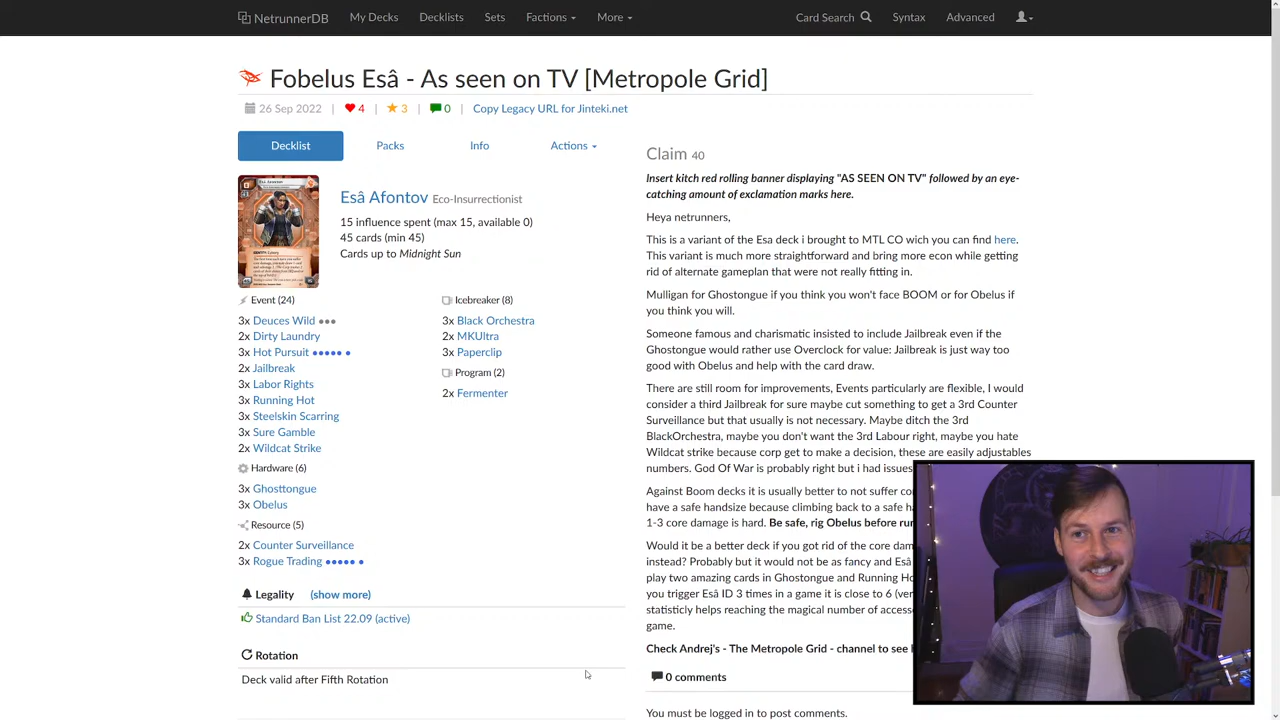 NetrunnerDB My Decks Decklists Sets Factions More Card Search Syntax Advanced
Fobelus Esâ - As seen on TV [Metropole Grid]
26 Sep 2022 | 4 | 3 | 0 | Copy Legacy URL for Jinteki.net
Decklist Packs Info Actions
Esâ Afontov Eco-Insurrectionist
15 influence spent (max 15, available 0)
45 cards (min 45)
Cards up to Midnight Sun
Event (24)
3x Deuces Wild ●●●
2x Dirty Laundry
3x Hot Pursuit ●●●●● ●
2x Jailbreak
3x Labor Rights
3x Running Hot
3x Steelskin Scarring
3x Sure Gamble
2x Wildcat Strike
Hardware (6)
3x Ghosttongue
3x Obelus
Resource (5)
2x Counter Surveillance
3x Rogue Trading ●●●●● ●
Icebreaker (8)
3x Black Orchestra
2x MKUltra
3x Paperclip
Program (2)
2x Fermenter
Legality (show more)
Standard Ban List 22.09 (active)
Rotation
Deck valid after Fifth Rotation
Claim 40
Insert kitch red rolling banner displaying "AS SEEN ON TV" followed by an eye-
catching amount of exclamation marks here.
Heya netrunners,
This is a variant of the Esa deck i brought to MTL CO wich you can find here.
This variant is much more straightforward and bring more econ while getting
rid of alternate gameplan that were not really fitting in.
Mulligan for Ghostongue if you think you won't face BOOM or for Obelus if
you think you will.
Someone famous and charismatic insisted to include Jailbreak even if the
Ghostongue would rather use Overclock for value: Jailbreak is just way too
good with Obelus and help with the card draw.
There are still room for improvements, Events particularly are flexible, I would
consider a third Jailbreak for sure maybe cut something to get a 3rd Counter
Surveillance but that usually is not necessary. Maybe ditch the 3rd
BlackOrchestra, maybe you don't want the 3rd Labour right, maybe you hate
Wildcat strike because corp get to make a decision, these are easily adjustables
numbers. God Of War is probably right but i had issues
Against Boom decks it is usually better to not suffer
have a safe handsize because climbing back to a safe
1-3 core damage is hard. Be safe, rig Obelus before
Would it be a better deck if you got rid of the core
instead? Probably but it would not be as fancy and Esâ
play two amazing cards in Ghostongue and Running
you trigger Esâ ID 3 times in a game it is close to 6
statisticly helps reaching the magical number of
game.
Check Andrej's - The Metropole Grid - channel to see
0 comments
You must be logged in to post comments.